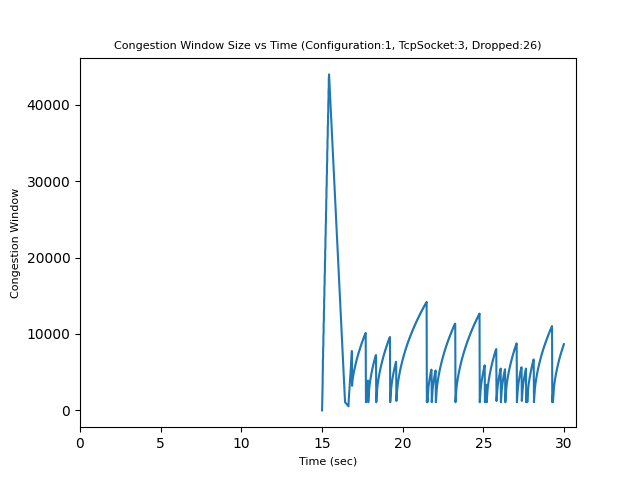 Congestion Window Size vs Time (Configuration:1, TcpSocket:3, Dropped:26)
Congestion Window
40000
30000
20000
10000
0
0 5 10 15 20 25 30
Time (sec)